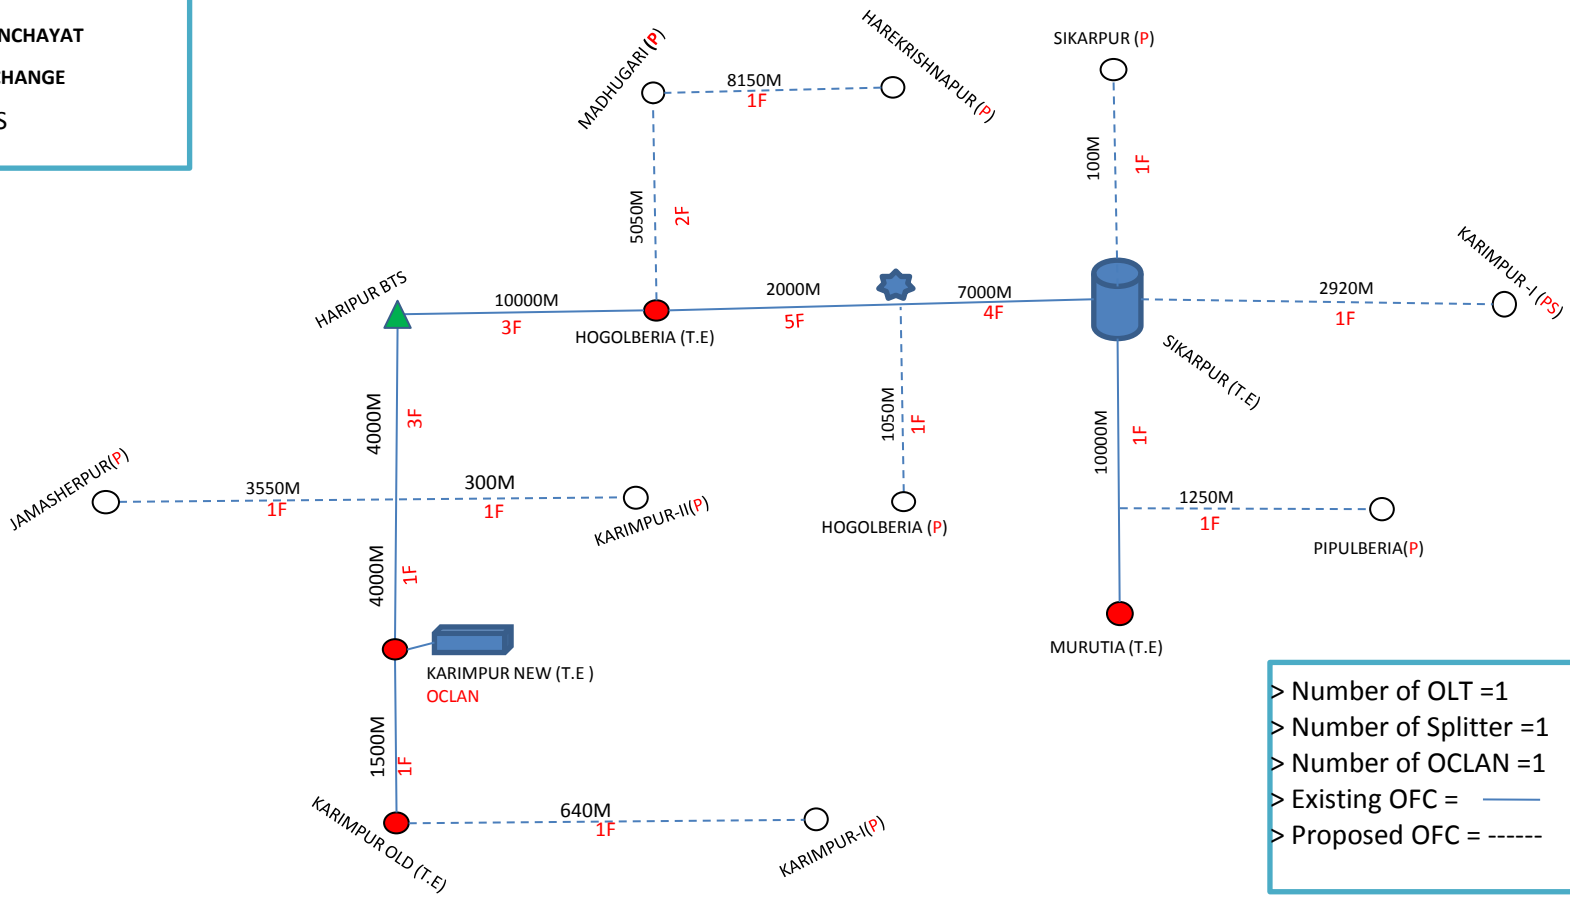 NCHAYAT
CHANGE
S
MADHUGARI(P)
8150M
1F
HAREKRISHNAPUR (P)
SIKARPUR (P)
100M
1F
5050M
2F
HARIPUR BTS
10000M
3F
HOGOLBERIA (T.E)
2000M
5F
7000M
4F
2920M
1F
KARIMPUR -I (PS)
SIKARPUR (T.E)
4000M
3F
1050M
1F
10000M
1F
JAMASHERPUR(P)
3550M
1F
300M
1F
KARIMPUR-II(P)
HOGOLBERIA (P)
1250M
1F
PIPULBERIA(P)
4000M
1F
MURUTIA (T.E)
KARIMPUR NEW (T.E )
OCLAN
1500M
1F
KARIMPUR OLD (T.E)
640M
1F
KARIMPUR-I(P)
> Number of OLT =1
> Number of Splitter =1
> Number of OCLAN =1
> Existing OFC =
> Proposed OFC = ------